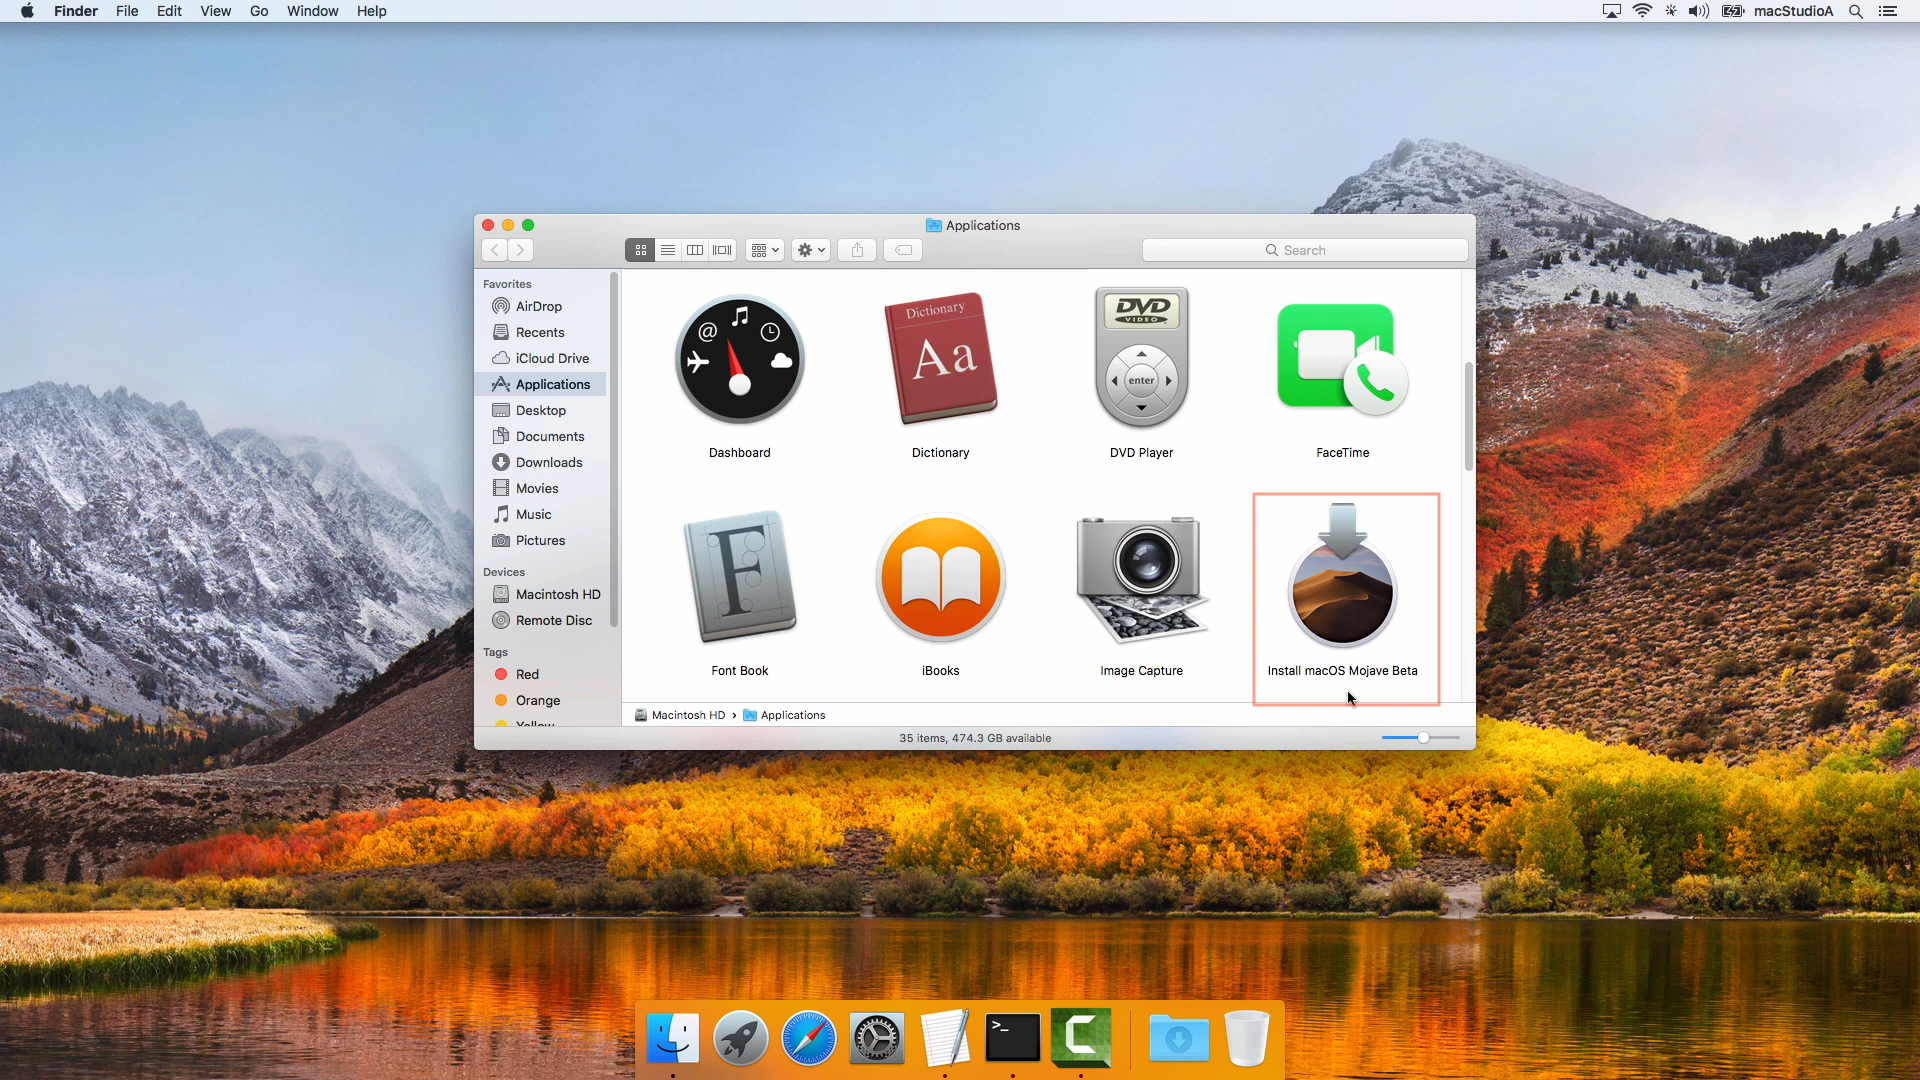 Finder File Edit View Go Window Help macStudioA
Applications
Search
Favorites
AirDrop
Recents
iCloud Drive
Applications
Desktop
Documents
Downloads
Movies
Music
Pictures
Devices
Macintosh HD
Remote Disc
Tags
Red
Orange
Yellow
@
Dictionary
Aa
DVD
VIDEO
enter
Dashboard Dictionary DVD Player FaceTime
F
Font Book iBooks Image Capture Install macOS Mojave Beta
Macintosh HD › Applications
35 items, 474.3 GB available
>_
C